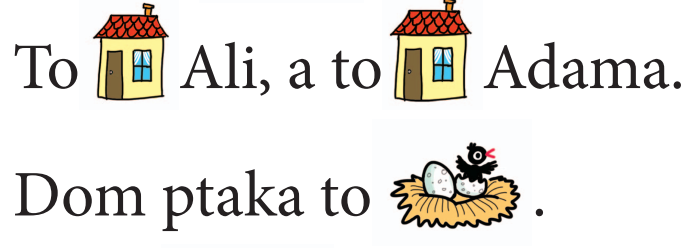 To Ali, a to Adama.
Dom ptaka to .